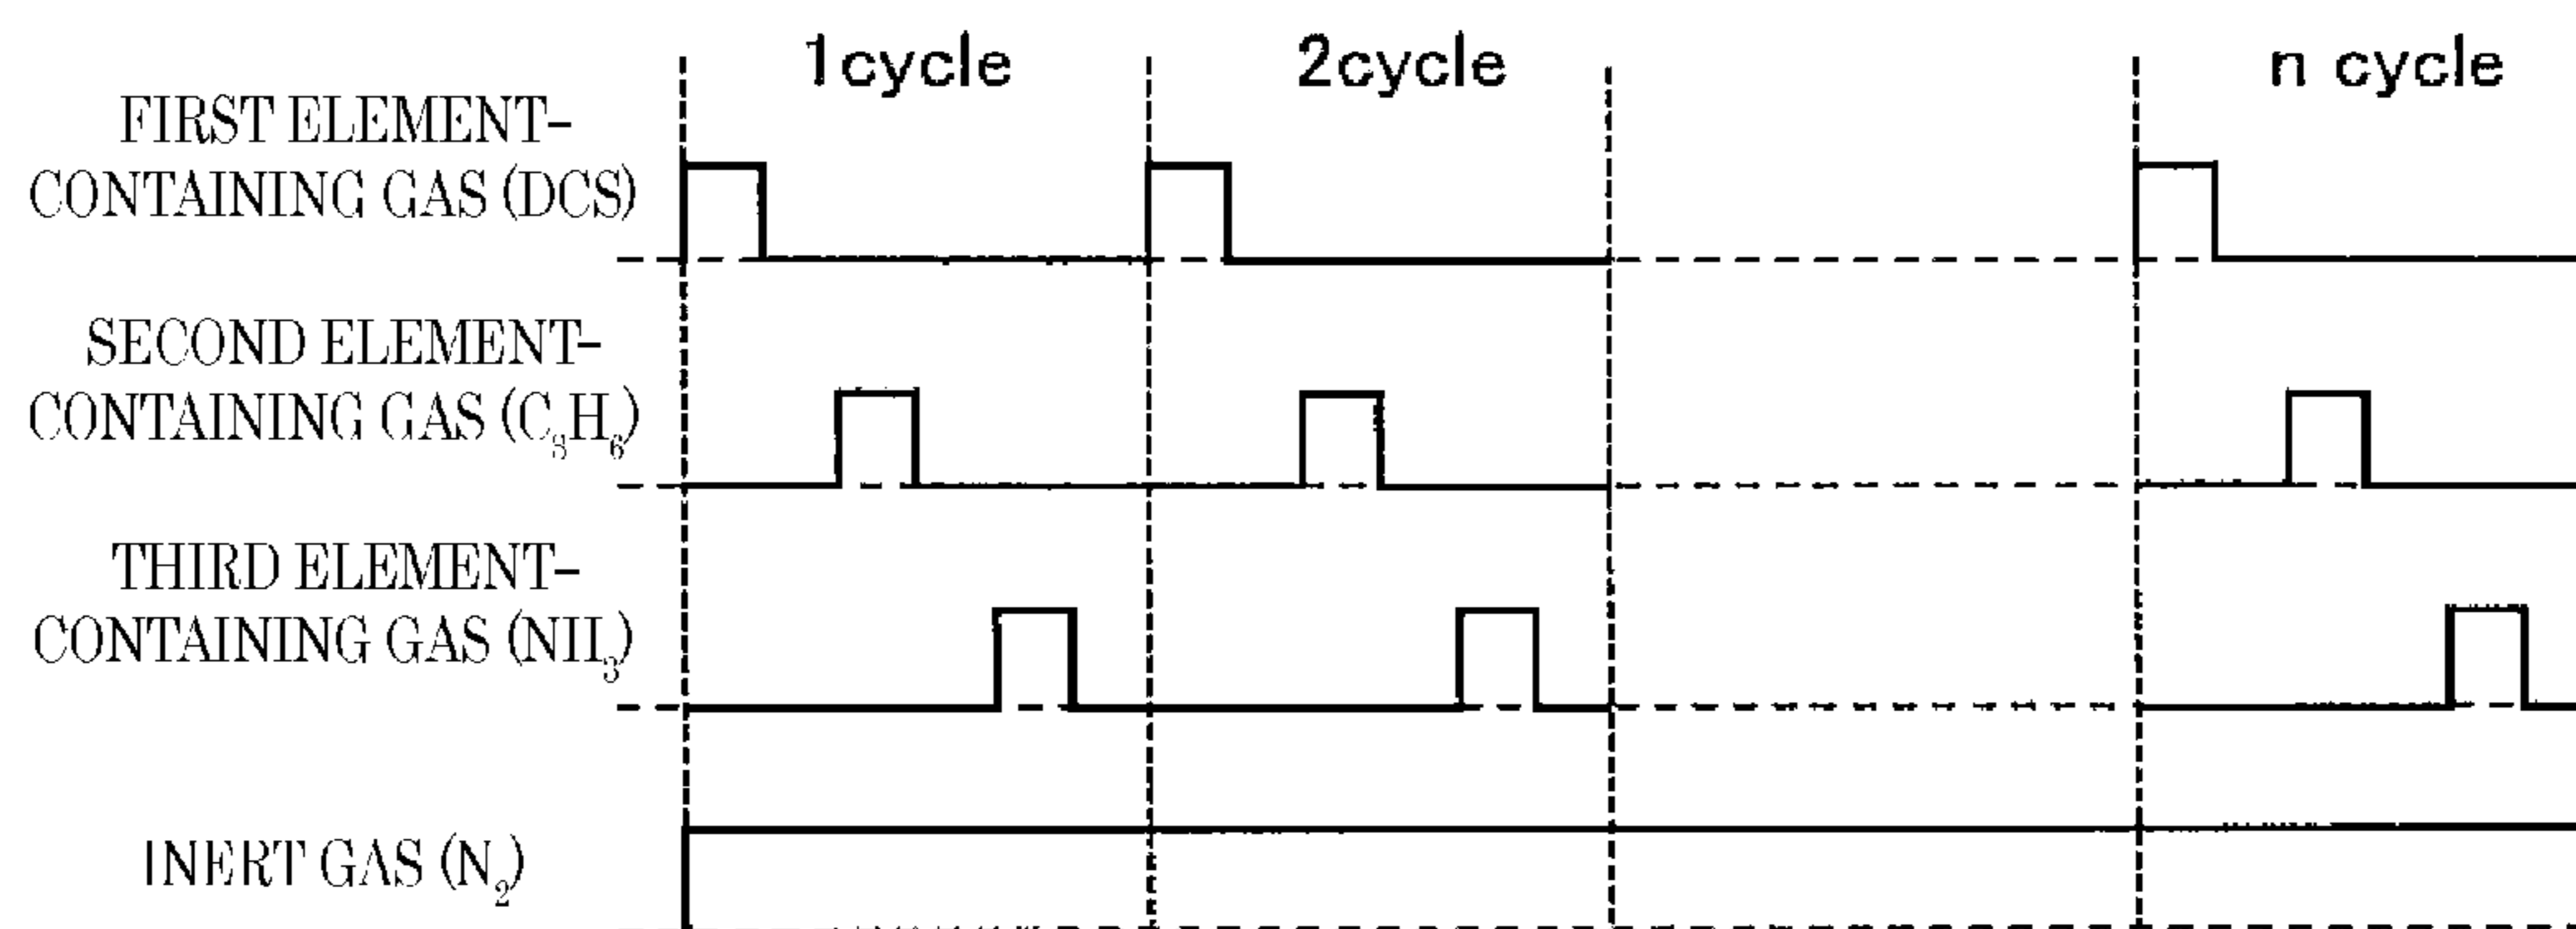 1cycle 2cycle n cycle
FIRST ELEMENT-
CONTAINING GAS (DCS)
SECOND ELEMENT-
CONTAINING GAS (C₃H₆)
THIRD ELEMENT-
CONTAINING GAS (NH₃)
INERT GAS (N₂)